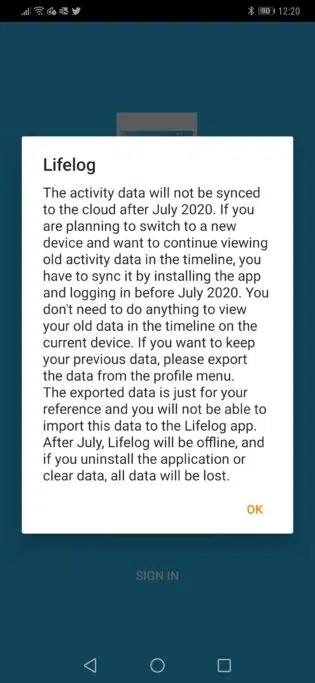 90 12:20
Lifelog
The activity data will not be synced
to the cloud after July 2020. If you
are planning to switch to a new
device and want to continue viewing
old activity data in the timeline, you
have to sync it by installing the app
and logging in before July 2020. You
don't need to do anything to view
your old data in the timeline on the
current device. If you want to keep
your previous data, please export
the data from the profile menu.
The exported data is just for your
reference and you will not be able to
import this data to the Lifelog app.
After July, Lifelog will be offline, and
if you uninstall the application or
clear data, all data will be lost.
OK
SIGN IN